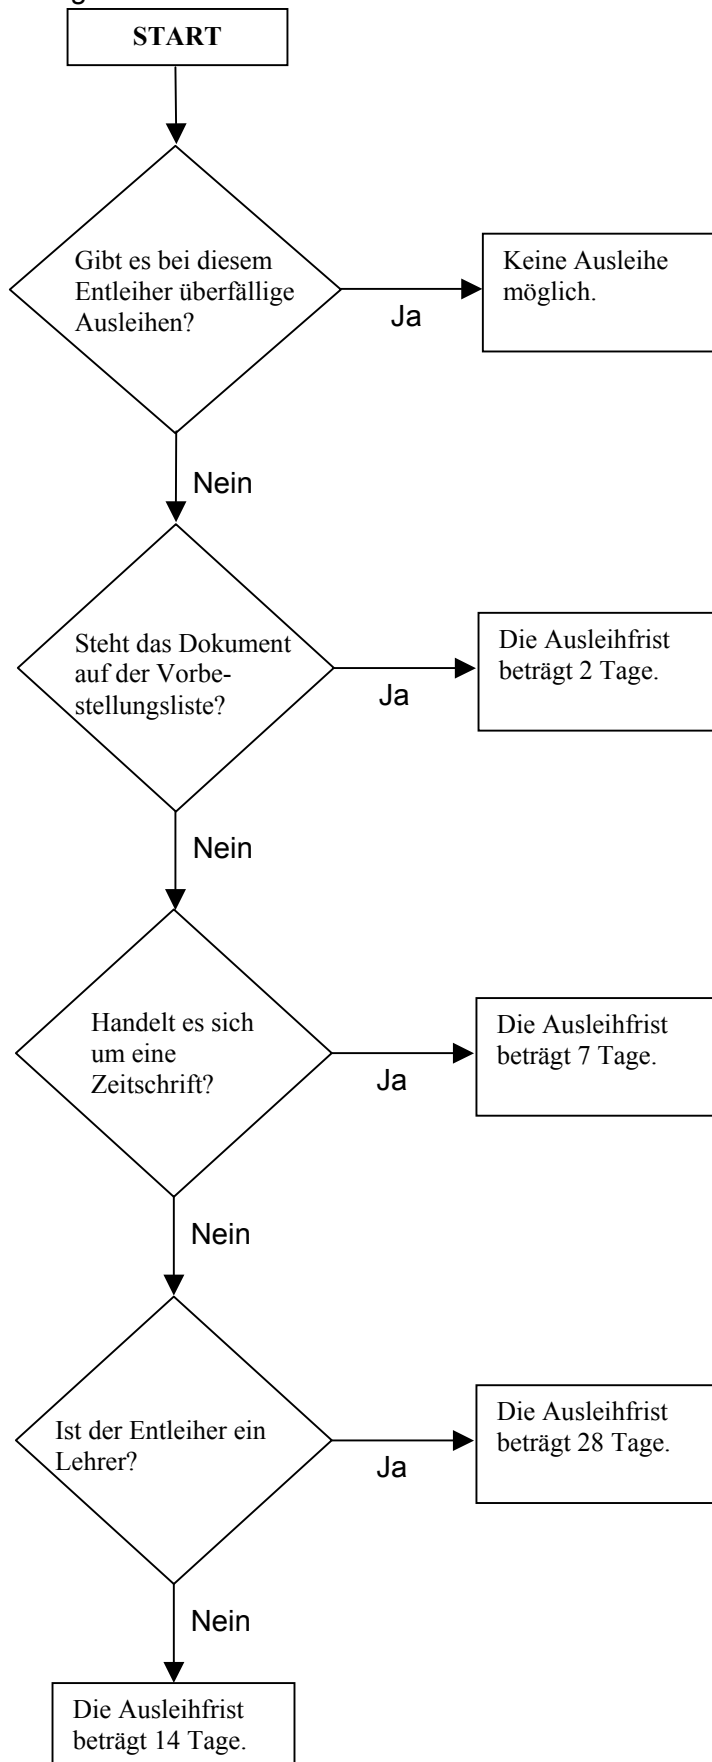 START
Gibt es bei diesem
Entleiher überfällige
Ausleihen?
Ja
Keine Ausleihe
möglich.
Nein
Steht das Dokument
auf der Vorbe-
stellungsliste?
Ja
Die Ausleihfrist
beträgt 2 Tage.
Nein
Handelt es sich
um eine
Zeitschrift?
Ja
Die Ausleihfrist
beträgt 7 Tage.
Nein
Ist der Entleiher ein
Lehrer?
Ja
Die Ausleihfrist
beträgt 28 Tage.
Nein
Die Ausleihfrist
beträgt 14 Tage.